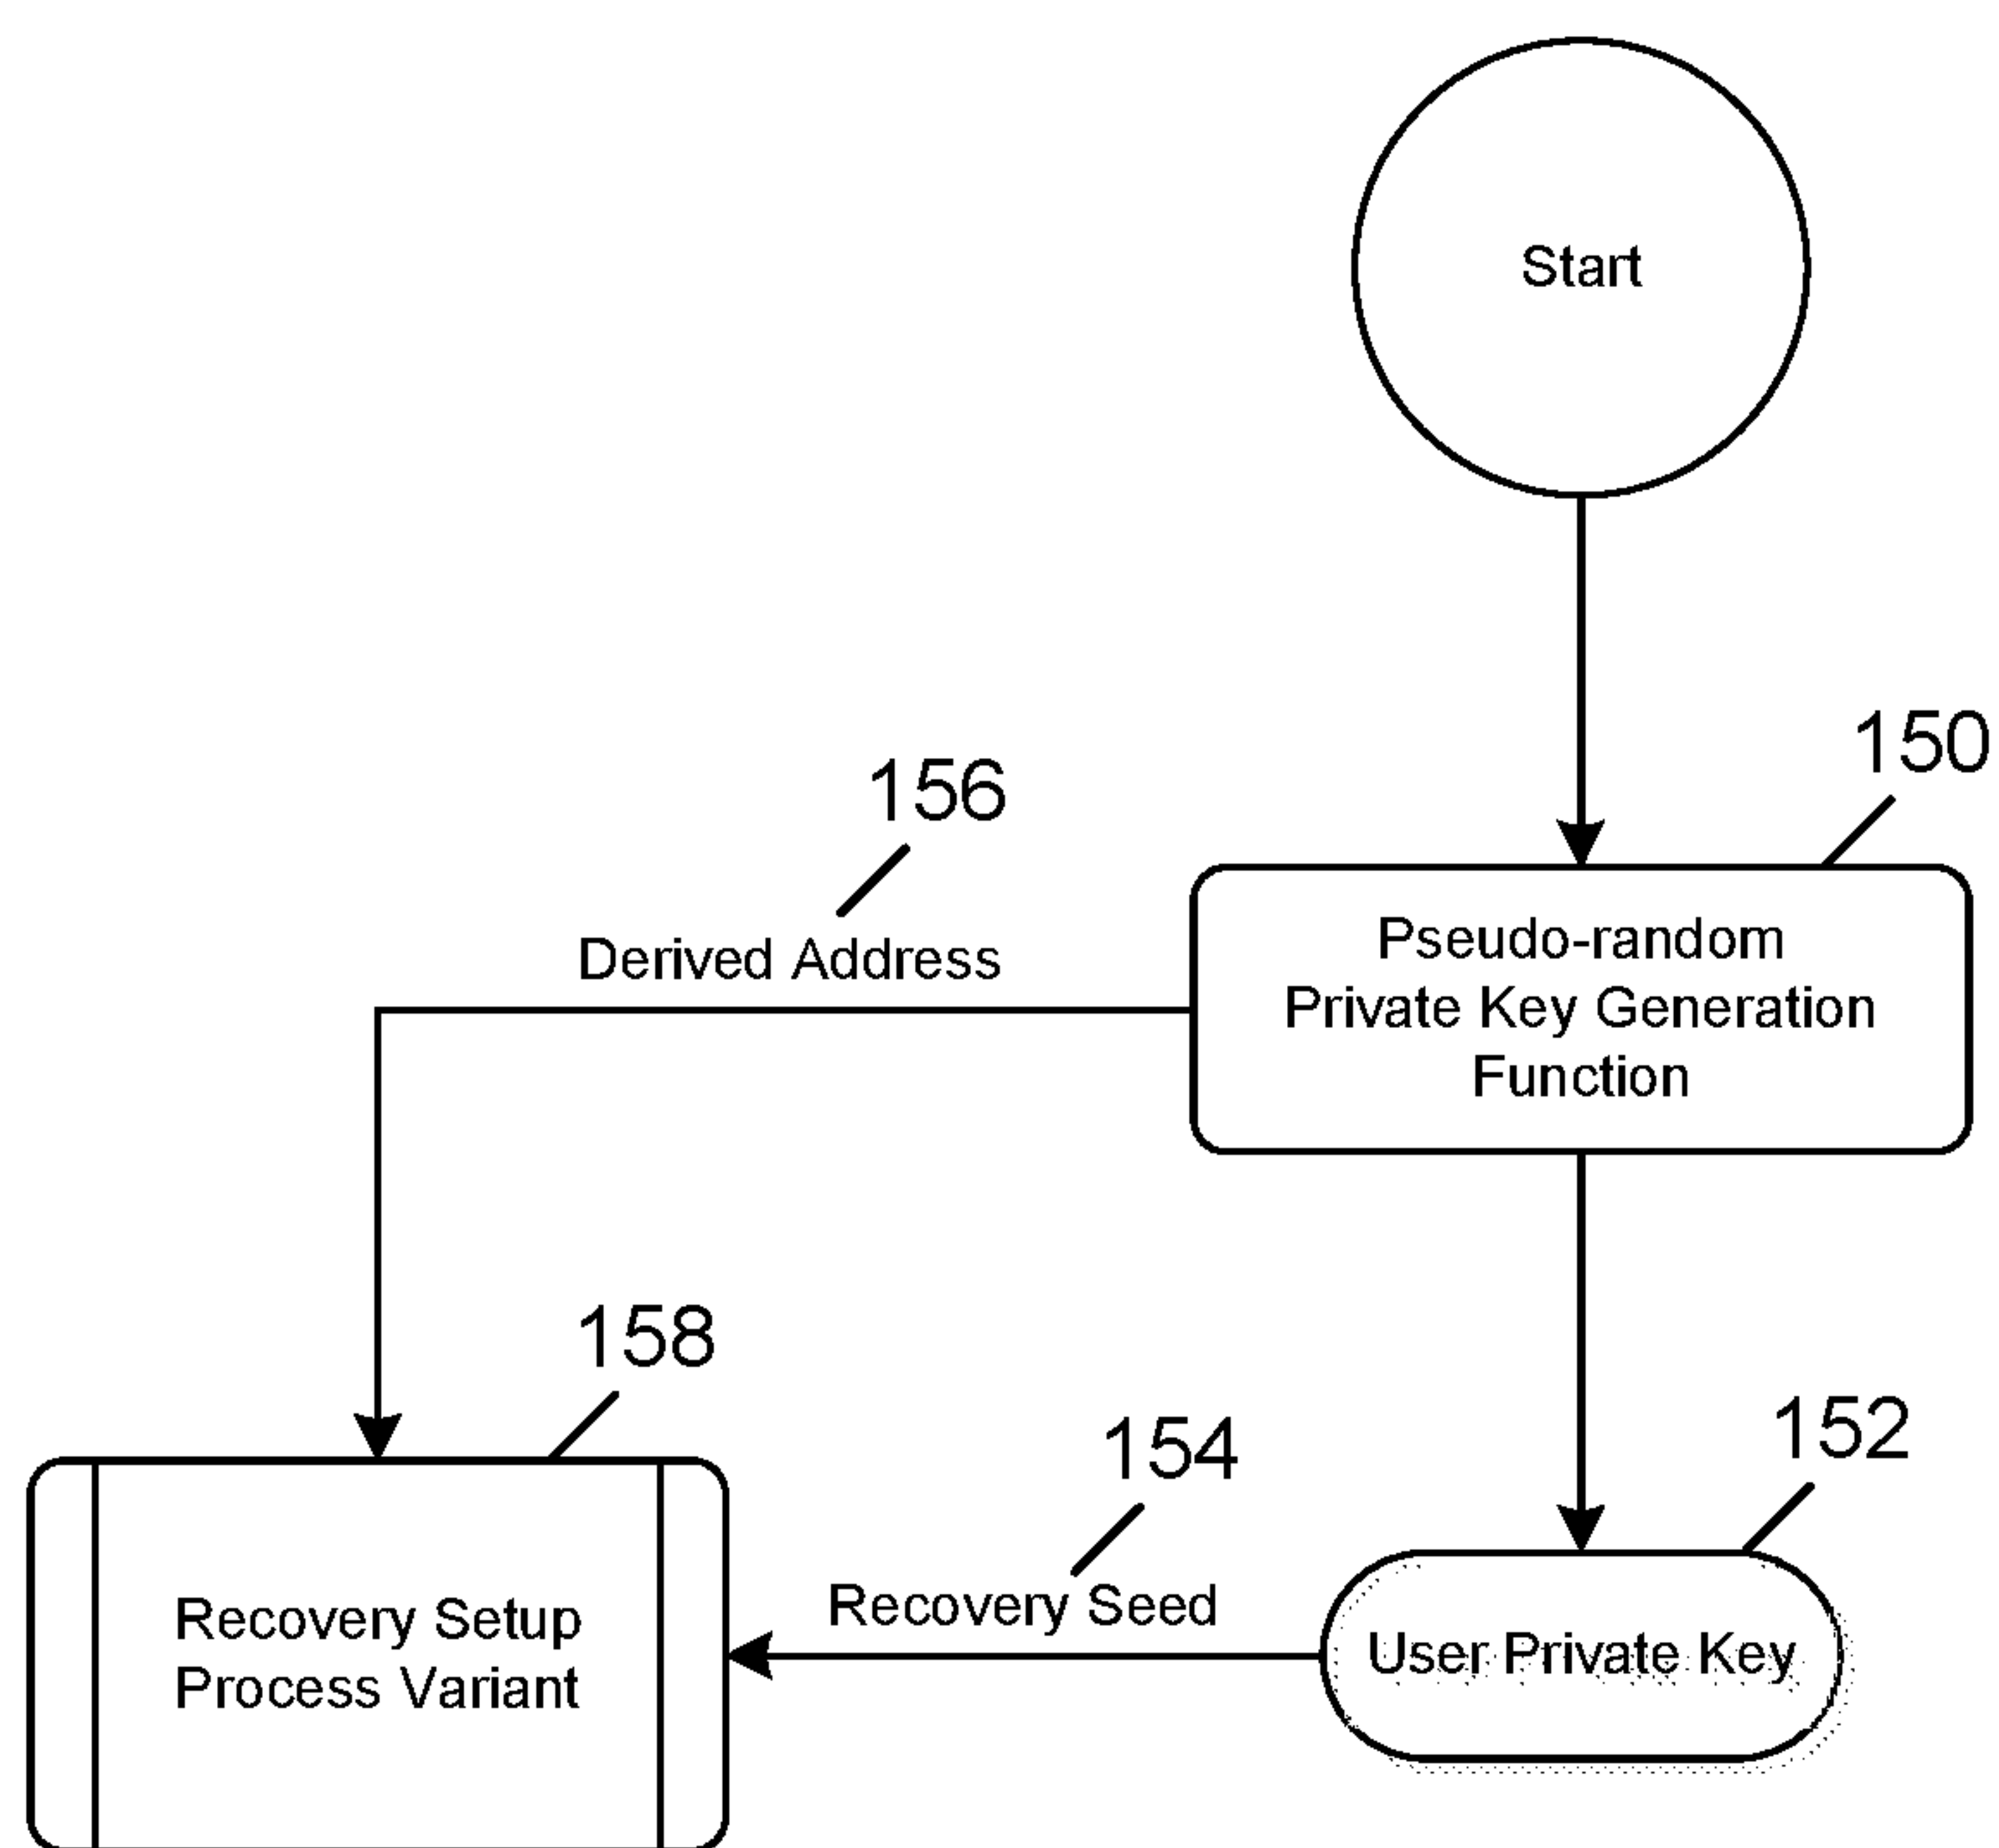 Start
150
156
Derived Address
Pseudo-random
Private Key Generation
Function
158
154
152
Recovery Seed
Recovery Setup
Process Variant
User Private Key